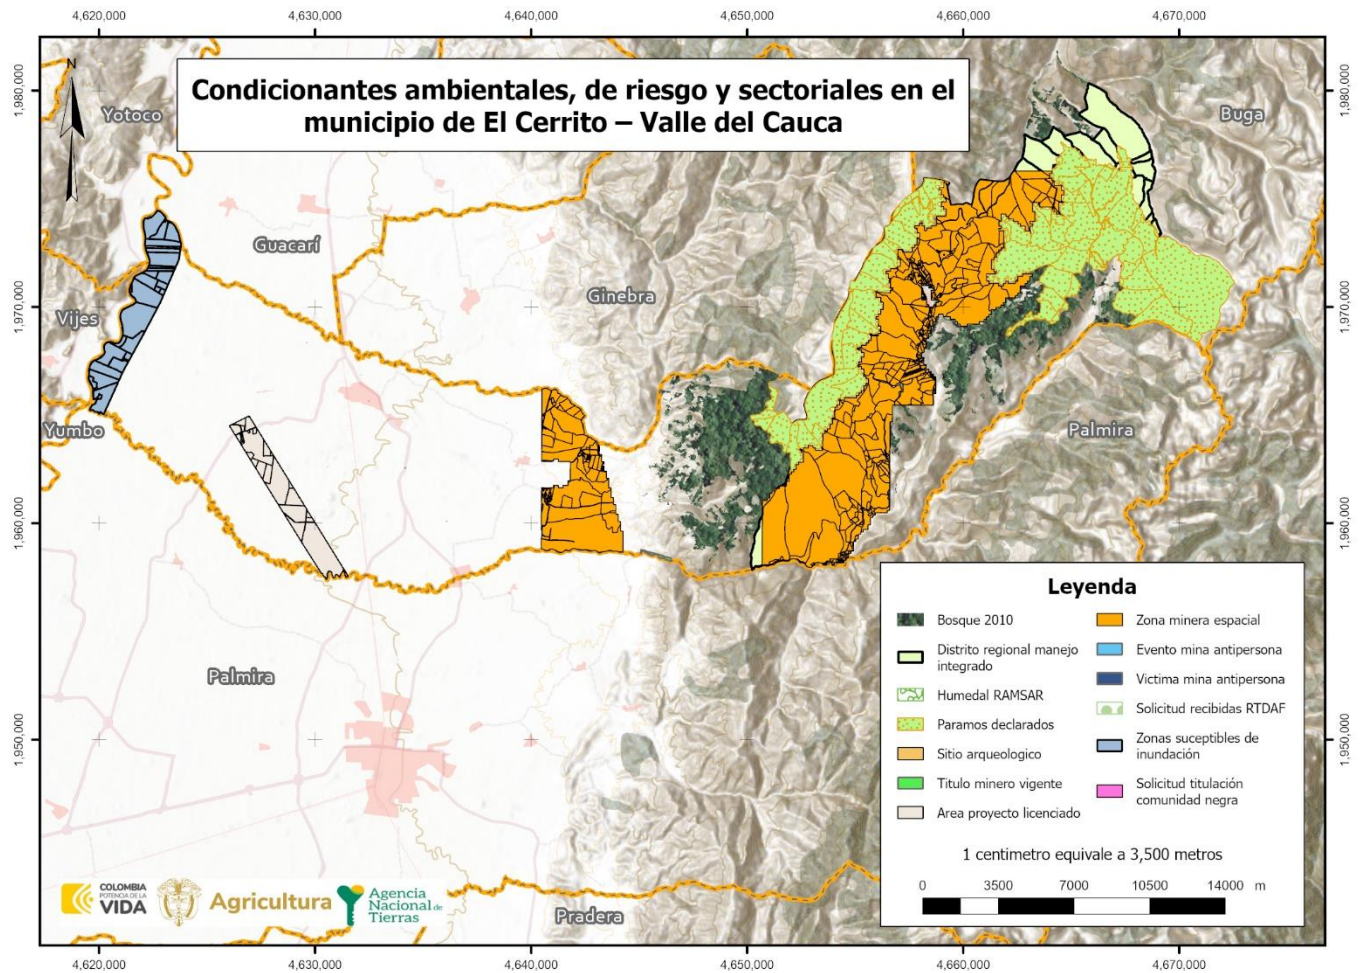 4,620,000 4,630,000 4,640,000 4,650,000 4,660,000 4,670,000
Condicionantes ambientales, de riesgo y sectoriales en el
municipio de El Cerrito – Valle del Cauca
N
1,980,000
1,980,000
Yotoco
Buga
Guacarí
Ginebra
1,970,000
1,970,000
Vijes
Yumbo
Palmira
1,960,000
1,960,000
Palmira
1,950,000
1,950,000
Pradera
Leyenda
Bosque 2010
Distrito regional manejo
integrado
Humedal RAMSAR
Paramos declarados
Sitio arqueologico
Titulo minero vigente
Area proyecto licenciado
Zona minera espacial
Evento mina antipersona
Victima mina antipersona
Solicitud recibidas RTDAF
Zonas suceptibles de
inundación
Solicitud titulación
comunidad negra
1 centimetro equivale a 3,500 metros
0 3500 7000 10500 14000 m
COLOMBIA
POTENCIA DE LA
VIDA
Agricultura
Agencia
Nacional de
Tierras
4,620,000 4,630,000 4,640,000 4,650,000 4,660,000 4,670,000